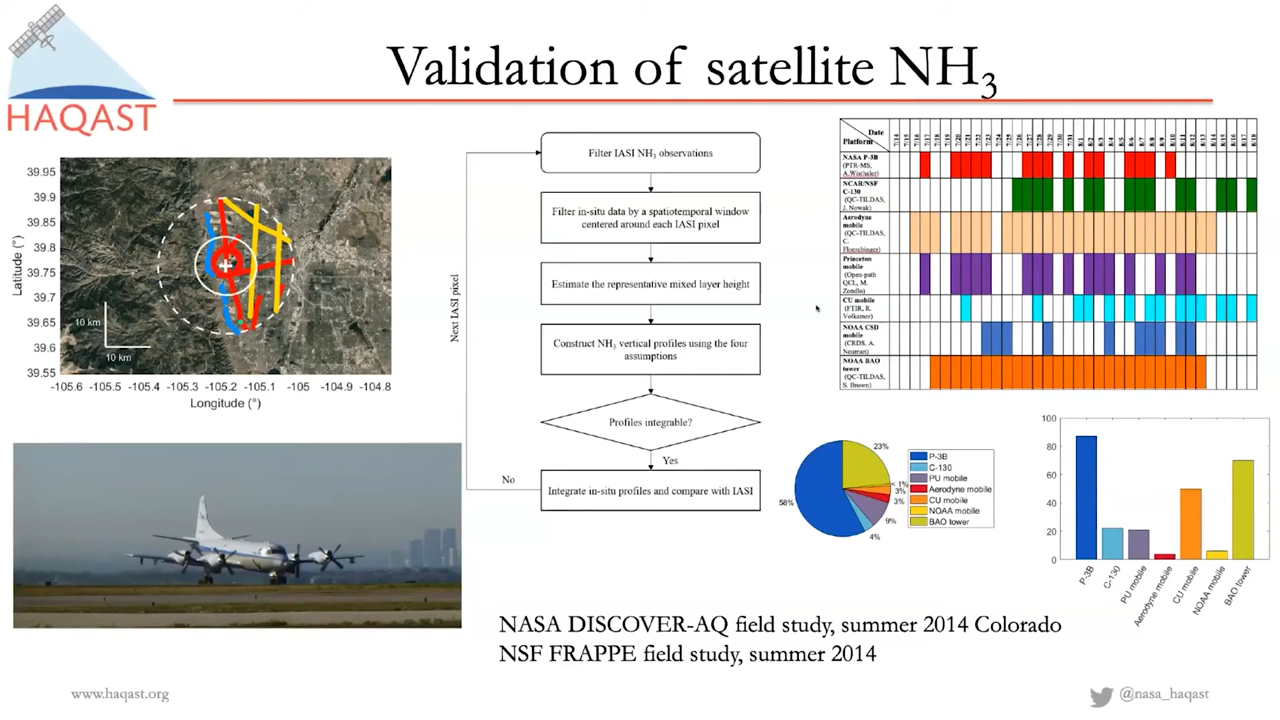 Validation of satellite NH3
HAQAST
39.95
39.9
39.85
39.8
39.75
39.7
39.65
39.6
39.55
Latitude (°)
10 km
10 km
-105.6 -105.5 -105.4 -105.3 -105.2 -105.1 -105 -104.9 -104.8
Longitude (°)
Filter IASI NH3 observations
Filter in-situ data by a spatiotemporal window
centered around each IASI pixel
Estimate the representative mixed layer height
Construct NH3 vertical profiles using the four
assumptions
Profiles integrable?
Yes
No
Integrate in-situ profiles and compare with IASI
Next IASI pixel
Date
Platform
NASA P-3B
(PTR-MS,
A.Wisthaler)
NCAR/NSF
C-130
(QC-TILDAS,
J. Nowak)
Aerodyne
mobile
(QC-TILDAS,
C.
Princeton
mobile
(Open-path
QCL, M.
Zondlo)
CU mobile
(FTIR, R.
Volkamer)
NOAA CSD
mobile
(CRDS, A.
Neuman)
NOAA BAO
tower
(QC-TILDAS,
S. Brown)
23%
< 1%
3%
3%
9%
4%
58%
P-3B
C-130
PU mobile
Aerodyne mobile
CU mobile
NOAA mobile
BAO tower
100
80
60
40
20
0
P-3B
C-130
PU mobile
Aerodyne mobile
CU mobile
NOAA mobile
BAO tower
NASA DISCOVER-AQ field study, summer 2014 Colorado
NSF FRAPPE field study, summer 2014
www.haqast.org
@nasa_haqast